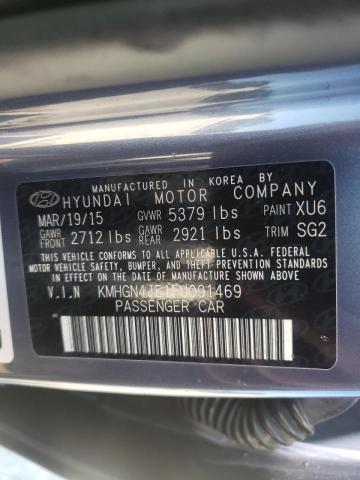 MANUFACTURED IN KOREA BY
HYUNDAI MOTOR COMPANY
MAR/19/15 GVWR 5379 lbs PAINT XU6
GAWR FRONT 2712 lbs GAWR REAR 2921 lbs TRIM SG2
THIS VEHICLE CONFORMS TO ALL APPLICABLE U.S.A. FEDERAL
MOTOR VEHICLE SAFETY, BUMPER, AND THEFT PREVENTION STANDARDS
IN EFFECT ON THE DATE OF MANUFACTURE SHOWN ABOVE.
V.I.N KMHGN4JE1FU091469
PASSENGER CAR